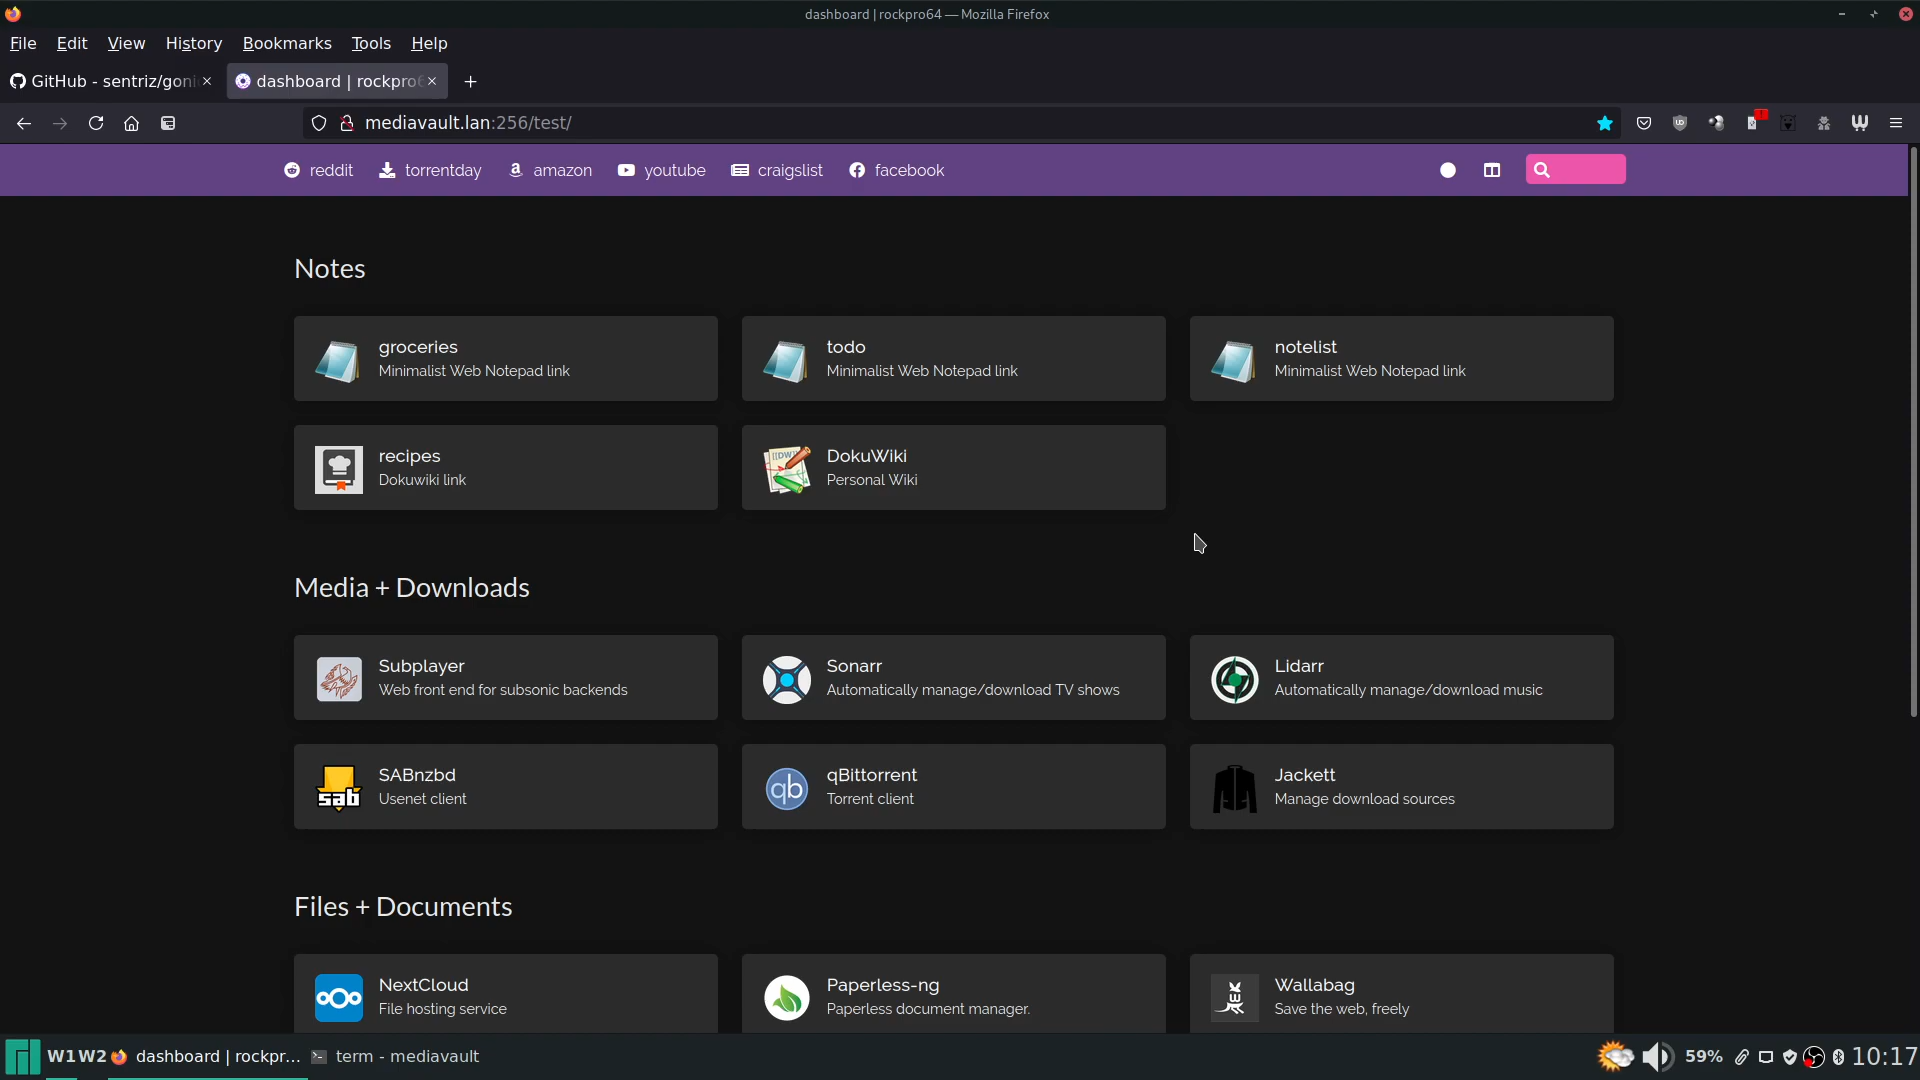 dashboard | rockpro64 — Mozilla Firefox
File Edit View History Bookmarks Tools Help
GitHub - sentriz/goni dashboard | rockpro6
mediavault.lan:256/test/
reddit torrentday amazon youtube craigslist facebook
Notes
groceries
Minimalist Web Notepad link
todo
Minimalist Web Notepad link
notelist
Minimalist Web Notepad link
recipes
Dokuwiki link
DokuWiki
Personal Wiki
Media + Downloads
Subplayer
Web front end for subsonic backends
Sonarr
Automatically manage/download TV shows
Lidarr
Automatically manage/download music
sab
SABnzbd
Usenet client
qb
qBittorrent
Torrent client
Jackett
Manage download sources
Files + Documents
NextCloud
File hosting service
Paperless-ng
Paperless document manager.
Wallabag
Save the web, freely
W1 W2 dashboard | rockpr... term - mediavault 59% 10:17